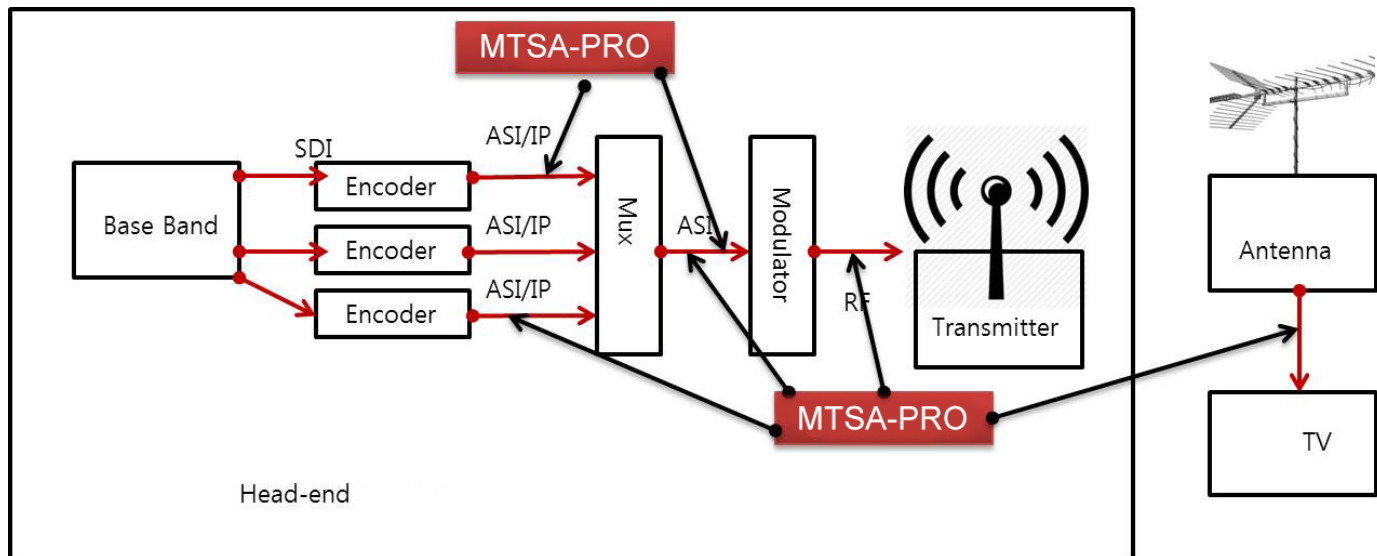 MTSA-PRO
SDI
ASI/IP
Encoder
Base Band
ASI/IP
Encoder
ASI/IP
Encoder
Mux
ASI
Modulator
RF
Transmitter
Antenna
MTSA-PRO
TV
Head-end